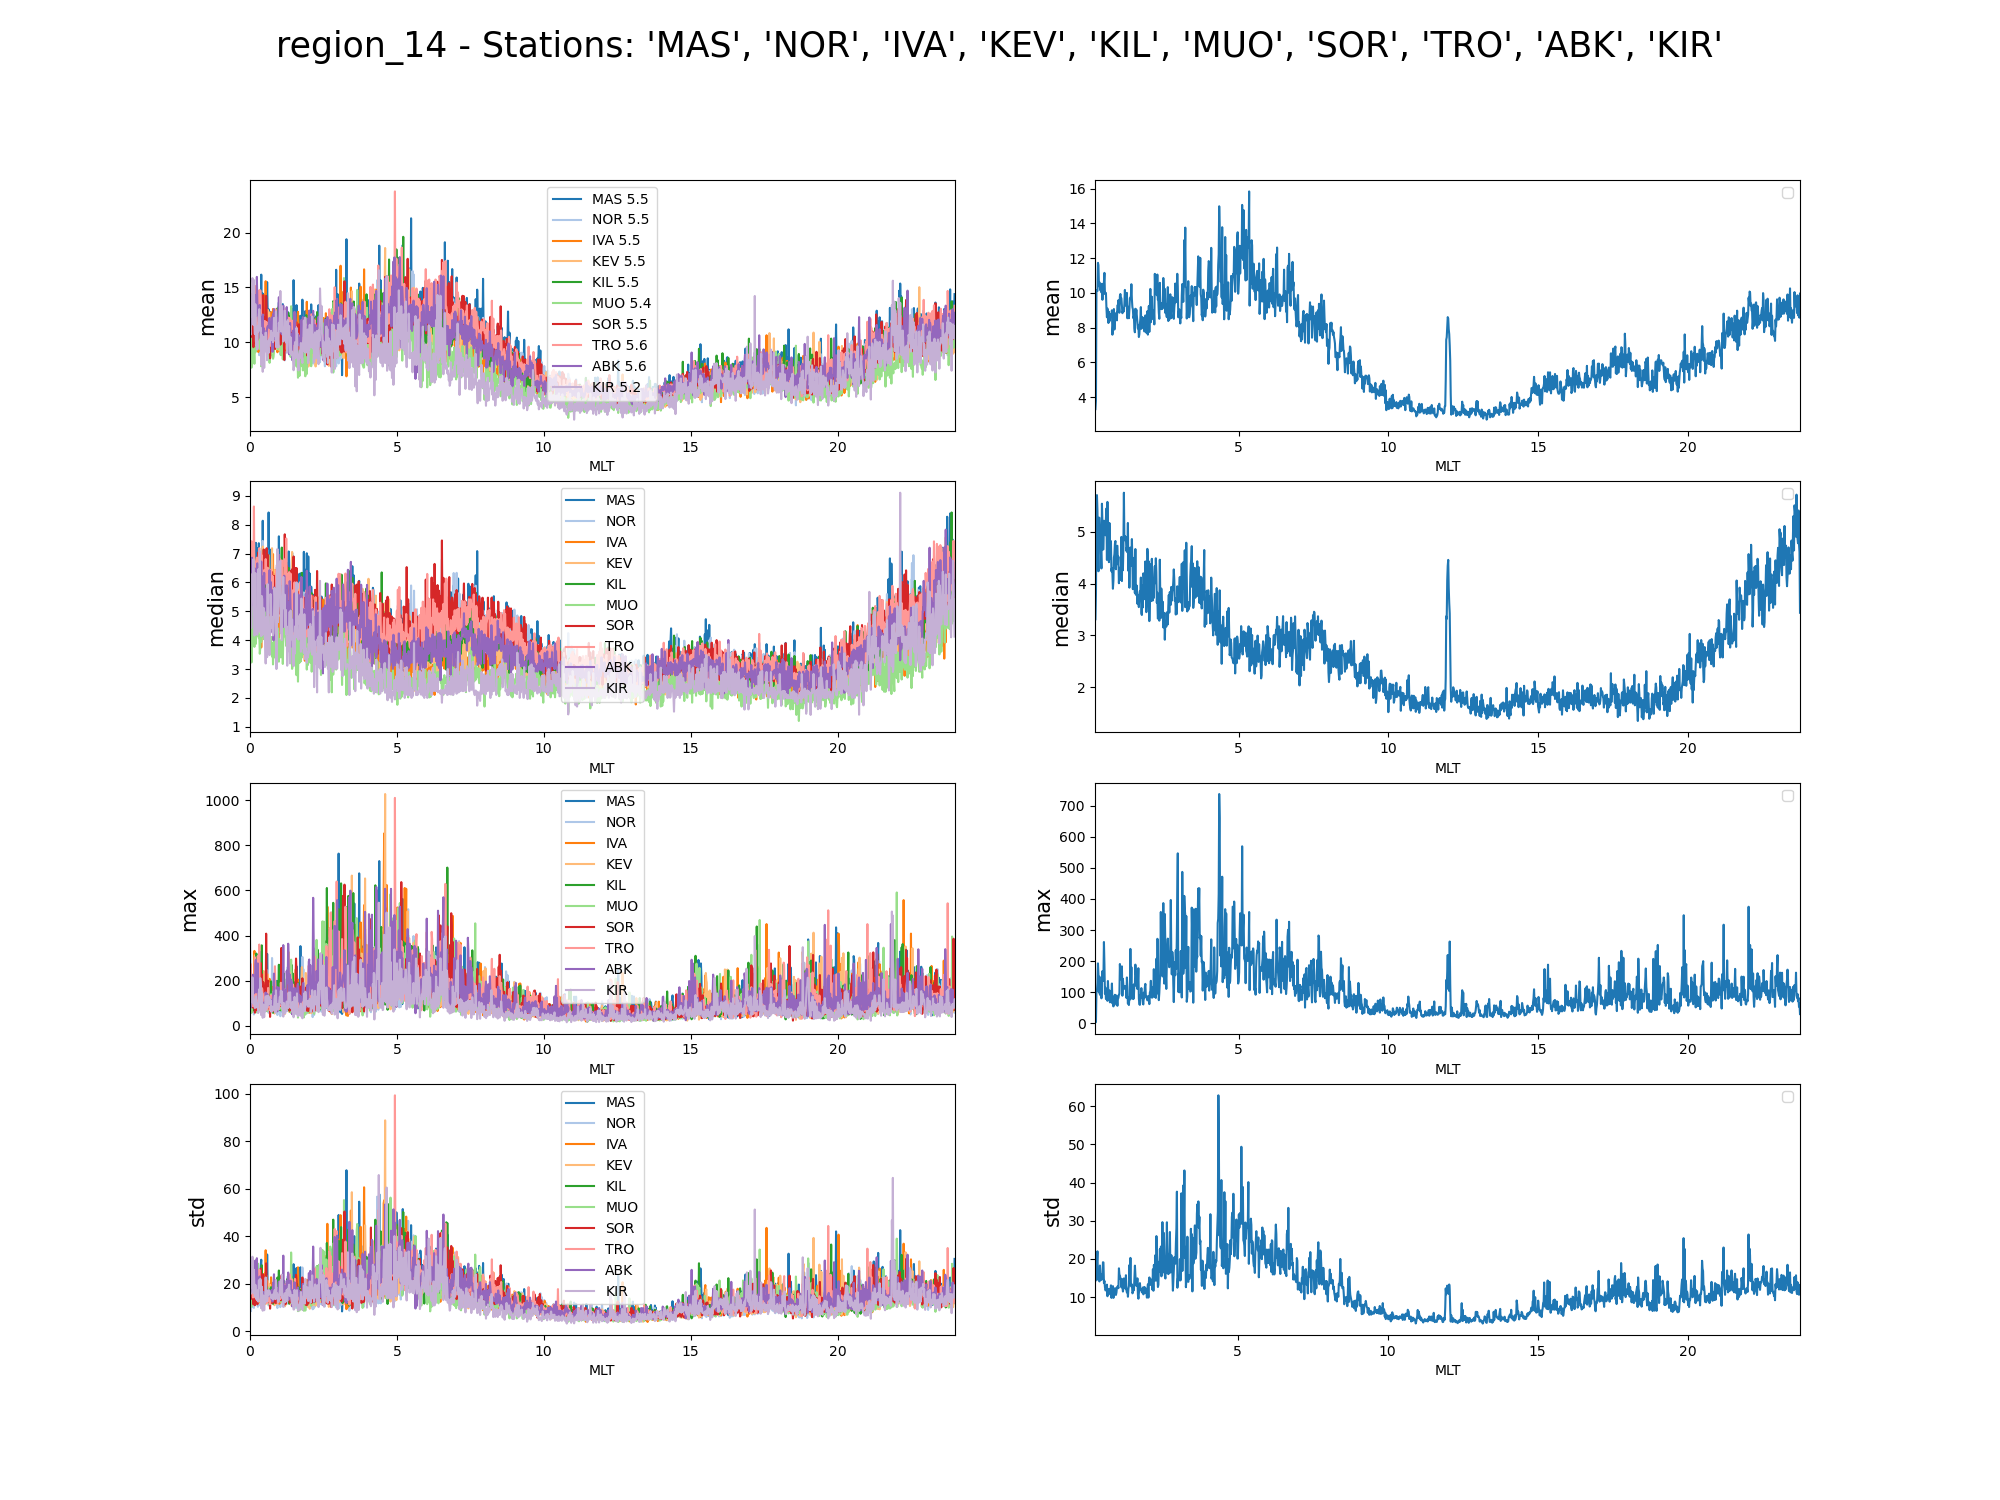 region_14 - Stations: 'MAS', 'NOR', 'IVA', 'KEV', 'KIL', 'MUO', 'SOR', 'TRO', 'ABK', 'KIR'
mean
20
15
10
5
MAS 5.5
NOR 5.5
IVA 5.5
KEV 5.5
KIL 5.5
MUO 5.4
SOR 5.5
TRO 5.6
ABK 5.6
KIR 5.2
0 5 10 15 20
MLT
mean
16
14
12
10
8
6
4
5 10 15 20
MLT
median
9
8
7
6
5
4
3
2
1
MAS
NOR
IVA
KEV
KIL
MUO
SOR
TRO
ABK
KIR
0 5 10 15 20
MLT
median
5
4
3
2
5 10 15 20
MLT
max
1000
800
600
400
200
0
MAS
NOR
IVA
KEV
KIL
MUO
SOR
TRO
ABK
KIR
0 5 10 15 20
MLT
max
700
600
500
400
300
200
100
0
5 10 15 20
MLT
std
100
80
60
40
20
0
MAS
NOR
IVA
KEV
KIL
MUO
SOR
TRO
ABK
KIR
0 5 10 15 20
MLT
std
60
50
40
30
20
10
5 10 15 20
MLT